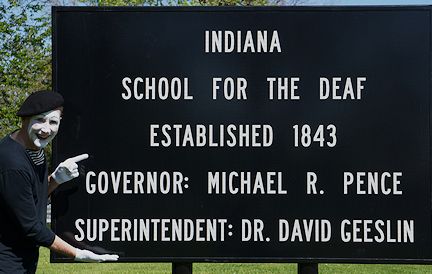 INDIANA
SCHOOL FOR THE DEAF
ESTABLISHED 1843
GOVERNOR: MICHAEL R. PENCE
SUPERINTENDENT: DR. DAVID GEESLIN